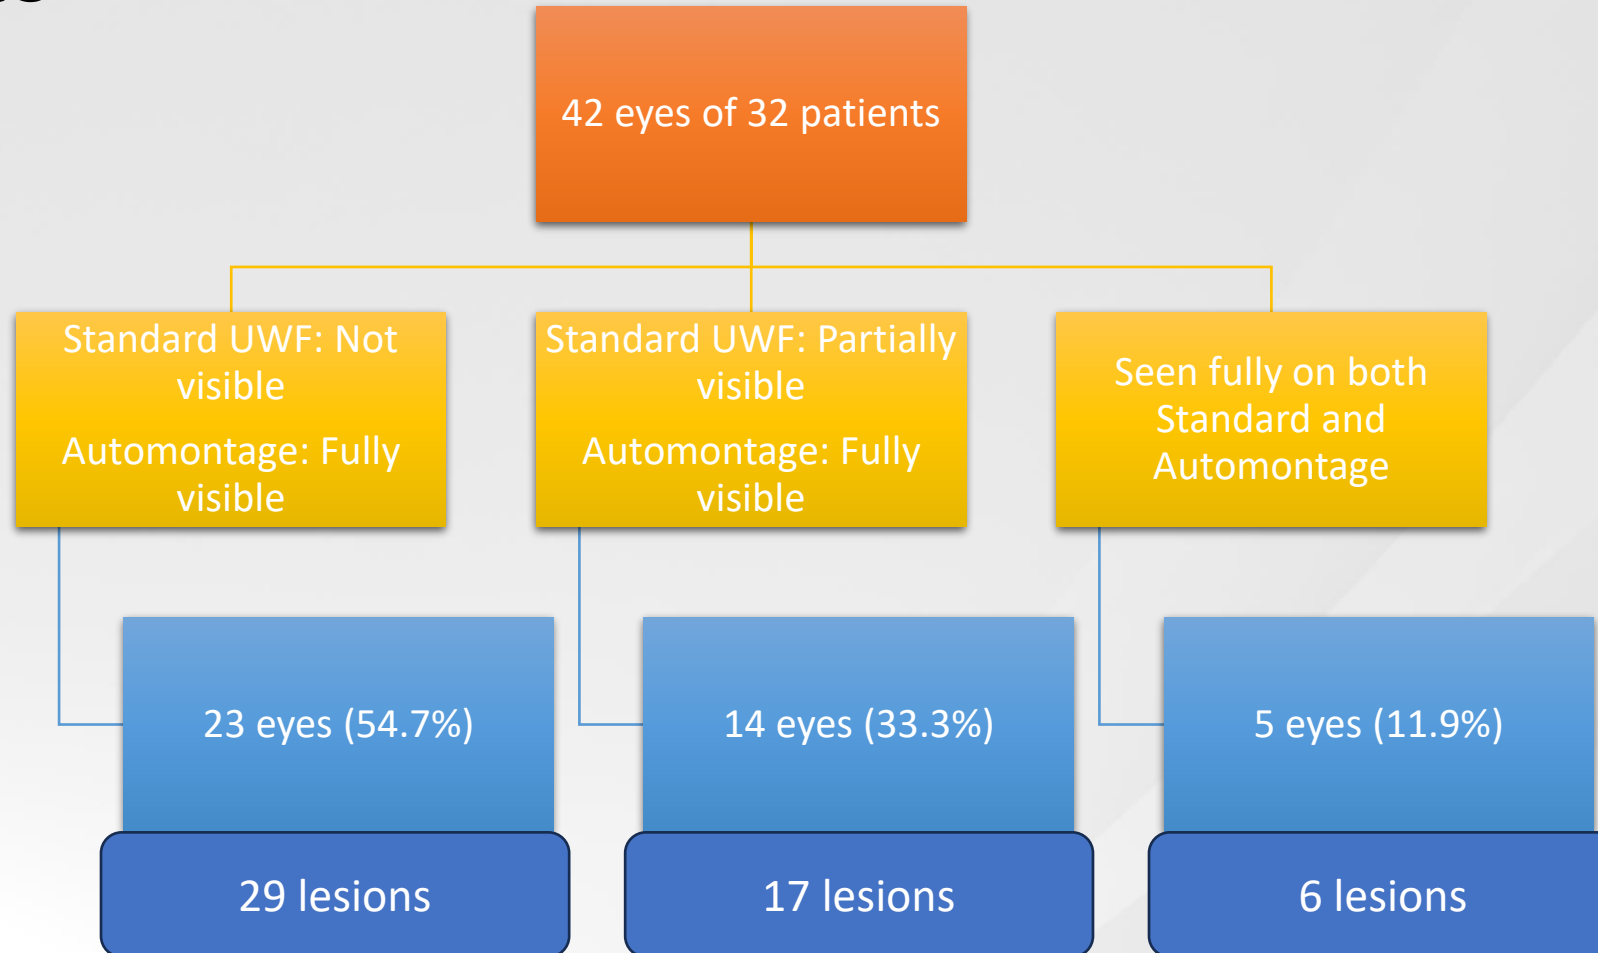 42 eyes of 32 patients
Standard UWF: Not
visible
Automontage: Fully
visible
Standard UWF: Partially
visible
Automontage: Fully
visible
Seen fully on both
Standard and
Automontage
23 eyes (54.7%)
14 eyes (33.3%)
5 eyes (11.9%)
29 lesions
17 lesions
6 lesions